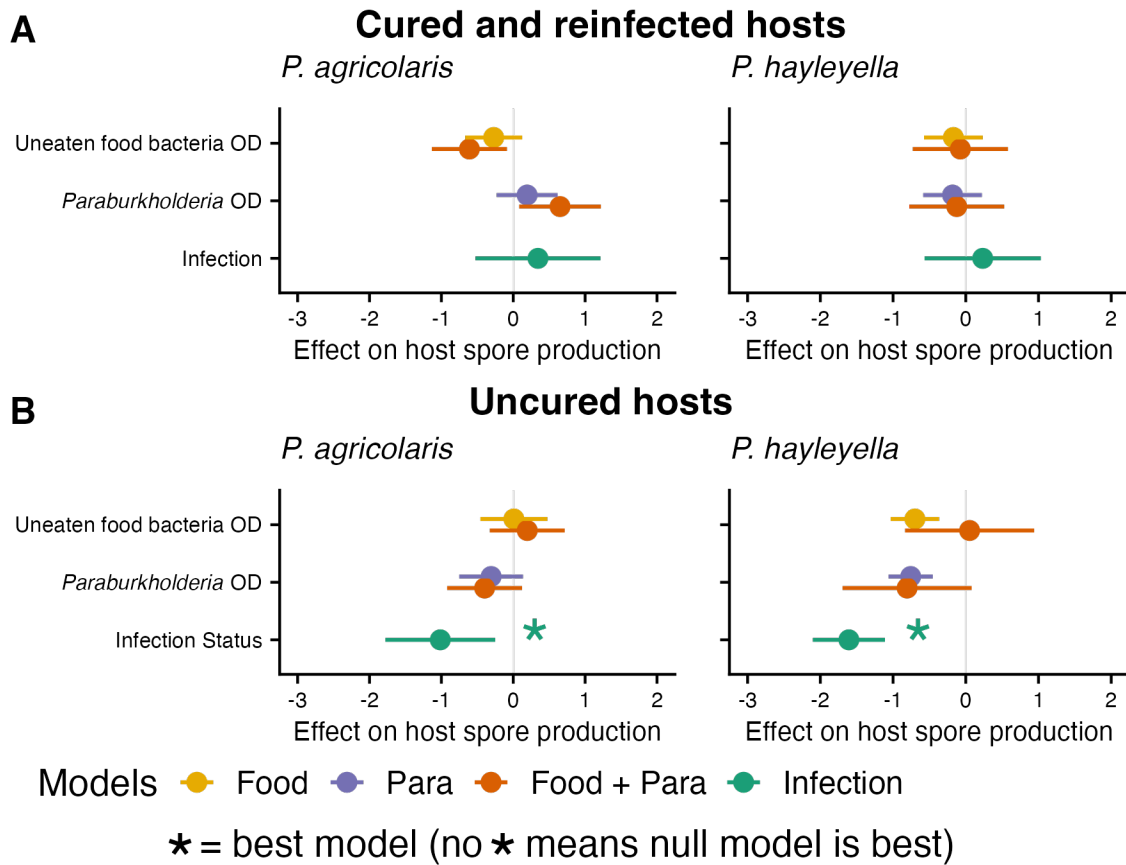 A
Cured and reinfected hosts
P. agricolaris
P. hayleyella
Uneaten food bacteria OD
Paraburkholderia OD
Infection
-3 -2 -1 0 1 2
-3 -2 -1 0 1 2
Effect on host spore production
Effect on host spore production
B
Uncured hosts
P. agricolaris
P. hayleyella
Uneaten food bacteria OD
Paraburkholderia OD
Infection Status
*
*
-3 -2 -1 0 1 2
-3 -2 -1 0 1 2
Effect on host spore production
Effect on host spore production
Models Food Para Food + Para Infection
* = best model (no * means null model is best)